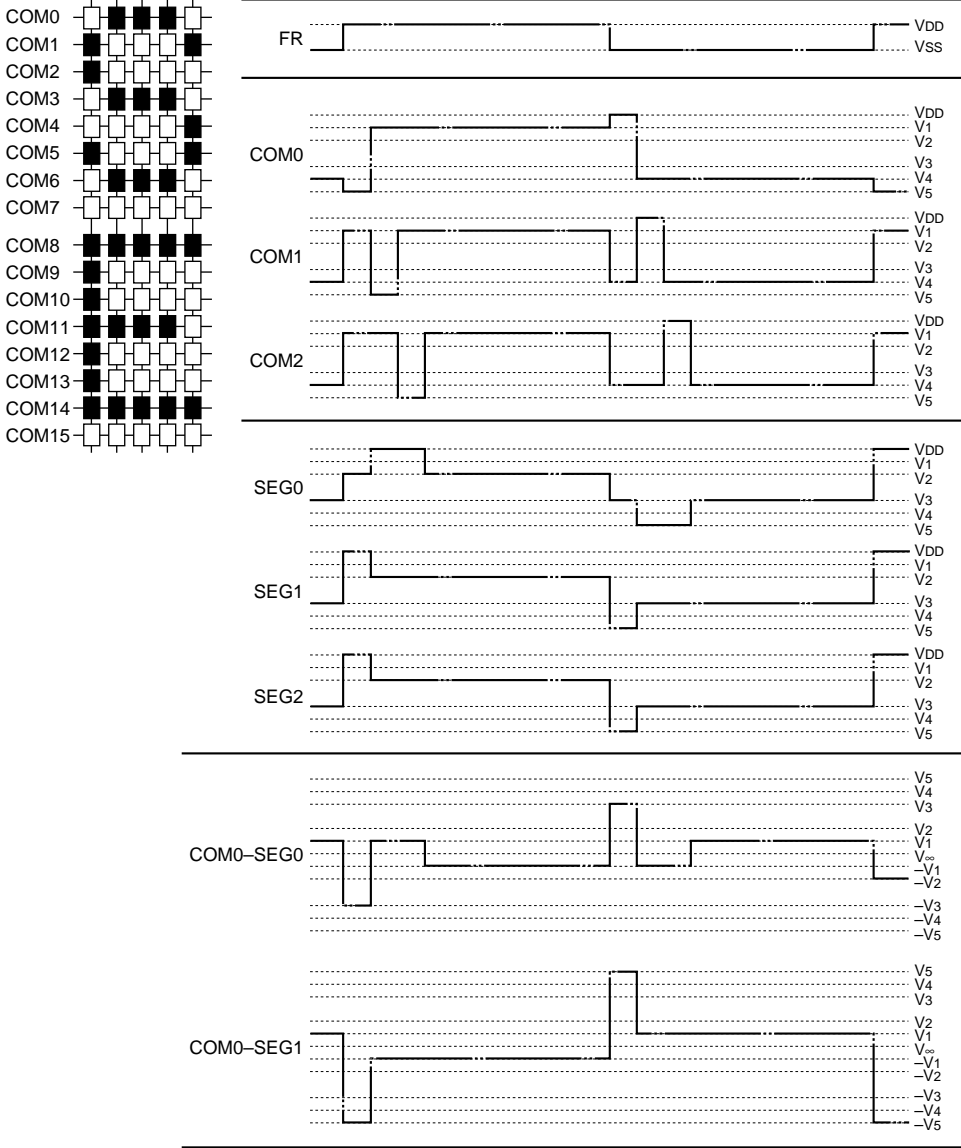 COM0
COM1
COM2
COM3
COM4
COM5
COM6
COM7
COM8
COM9
COM10
COM11
COM12
COM13
COM14
COM15
FR
VDD
VSS
COM0
VDD
V1
V2
V3
V4
V5
COM1
VDD
V1
V2
V3
V4
V5
COM2
VDD
V1
V2
V3
V4
V5
SEG0
VDD
V1
V2
V3
V4
V5
SEG1
VDD
V1
V2
V3
V4
V5
SEG2
VDD
V1
V2
V3
V4
V5
COM0–SEG0
V5
V4
V3
V2
V1
V∞
–V1
–V2
–V3
–V4
–V5
COM0–SEG1
V5
V4
V3
V2
V1
V∞
–V1
–V2
–V3
–V4
–V5